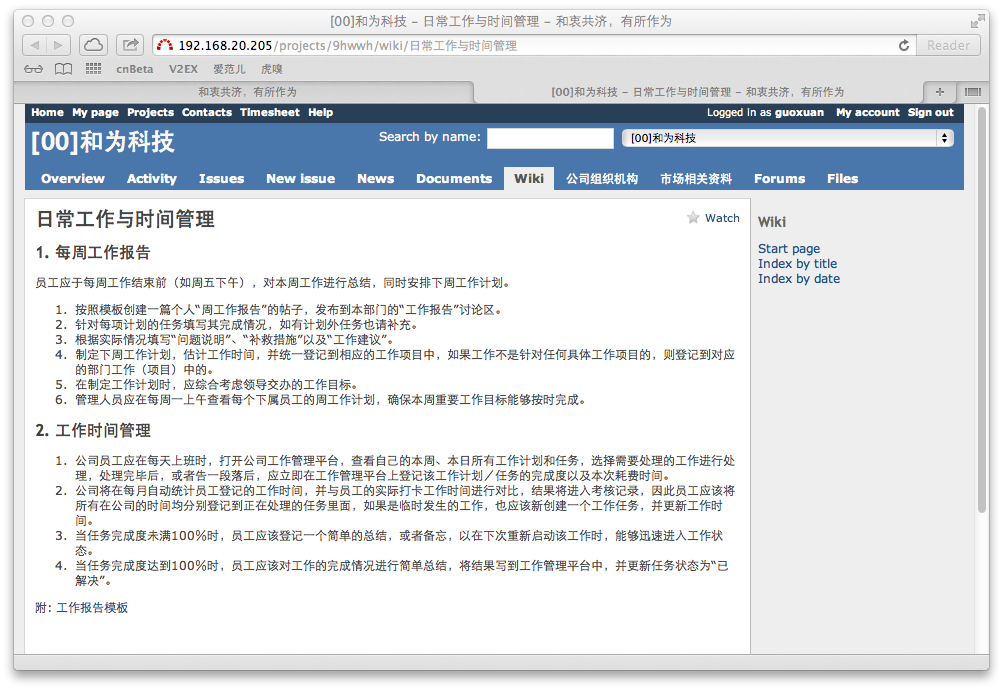 [00]和为科技 – 日常工作与时间管理 – 和衷共济，有所作为
192.168.20.205/projects/9hwwh/wiki/日常工作与时间管理
Reader
cnBeta V2EX 爱范儿 虎嗅
和衷共济，有所作为
[00]和为科技 – 日常工作与时间管理 – 和衷共济，有所作为
Home My page Projects Contacts Timesheet Help
Logged in as guoxuan My account Sign out
[00]和为科技
Search by name:
[00]和为科技
Overview Activity Issues New issue News Documents Wiki 公司组织机构 市场相关资料 Forums Files
日常工作与时间管理
Watch
1. 每周工作报告
员工应于每周工作结束前（如周五下午），对本周工作进行总结，同时安排下周工作计划。
1. 按照模板创建一篇个人“周工作报告”的帖子，发布到本部门的“工作报告”讨论区。
2. 针对每项计划的任务填写其完成情况，如有计划外任务也请补充。
3. 根据实际情况填写“问题说明”、“补救措施”以及“工作建议”。
4. 制定下周工作计划，估计工作时间，并统一登记到相应的工作项目中，如果工作不是针对任何具体工作项目的，则登记到对应
的部门工作（项目）中的。
5. 在制定工作计划时，应综合考虑领导交办的工作目标。
6. 管理人员应在每周一上午查看每个下属员工的周工作计划，确保本周重要工作目标能够按时完成。
2. 工作时间管理
1. 公司员工应在每天上班时，打开公司工作管理平台，查看自己的本周、本日所有工作计划和任务，选择需要处理的工作进行处
理，处理完毕后，或者告一段落后，应立即在工作管理平台上登记该工作计划／任务的完成度以及本次耗费时间。
2. 公司将在每月自动统计员工登记的工作时间，并与员工的实际打卡工作时间进行对比，结果将进入考核记录，因此员工应该将
所有在公司的时间均分别登记到正在处理的任务里面，如果是临时发生的工作，也应该新创建一个工作任务，并更新工作时
间。
3. 当任务完成度未满100%时，员工应该登记一个简单的总结，或者备忘，以在下次重新启动该工作时，能够迅速进入工作状
态。
4. 当任务完成度达到100%时，员工应该对工作的完成情况进行简单总结，将结果写到工作管理平台中，并更新任务状态为“已
解决”。
附: 工作报告模板
Wiki
Start page
Index by title
Index by date